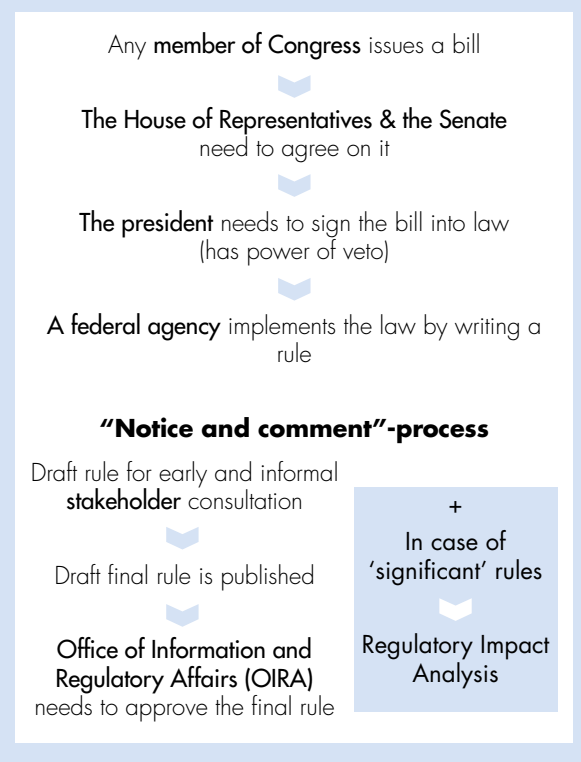 Any member of Congress issues a bill
The House of Representatives & the Senate
need to agree on it
The president needs to sign the bill into law
(has power of veto)
A federal agency implements the law by writing a
rule
“Notice and comment”-process
Draft rule for early and informal
stakeholder consultation
Draft final rule is published
Office of Information and
Regulatory Affairs (OIRA)
needs to approve the final rule
+
In case of
‘significant’ rules
Regulatory Impact
Analysis